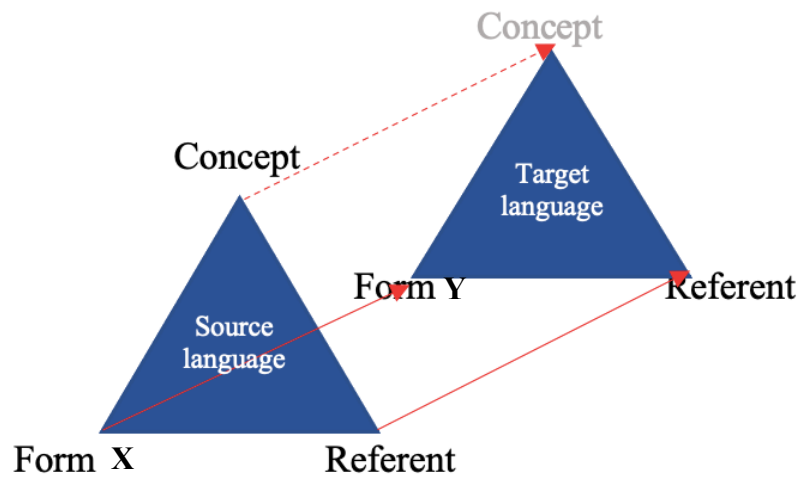 Concept
Concept
Target
language
Form Y
Referent
Source
language
Form X
Referent